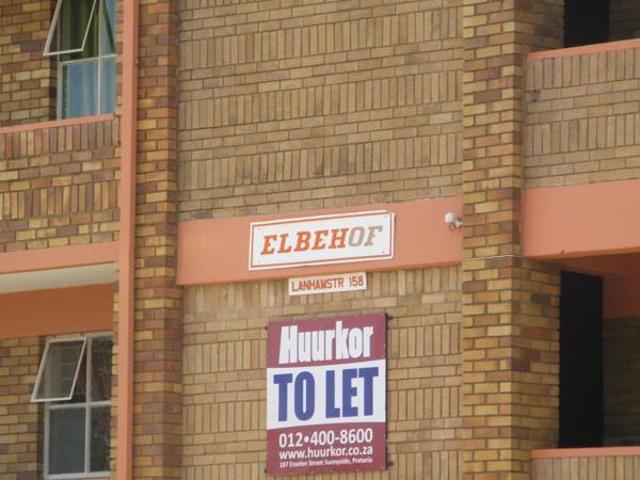 ELBEHOF
LANHAMSTR 158
Huurkor
TO LET
012•400-8600
www.huurkor.co.za
187 Esselen Street Sunnyside, Pretoria